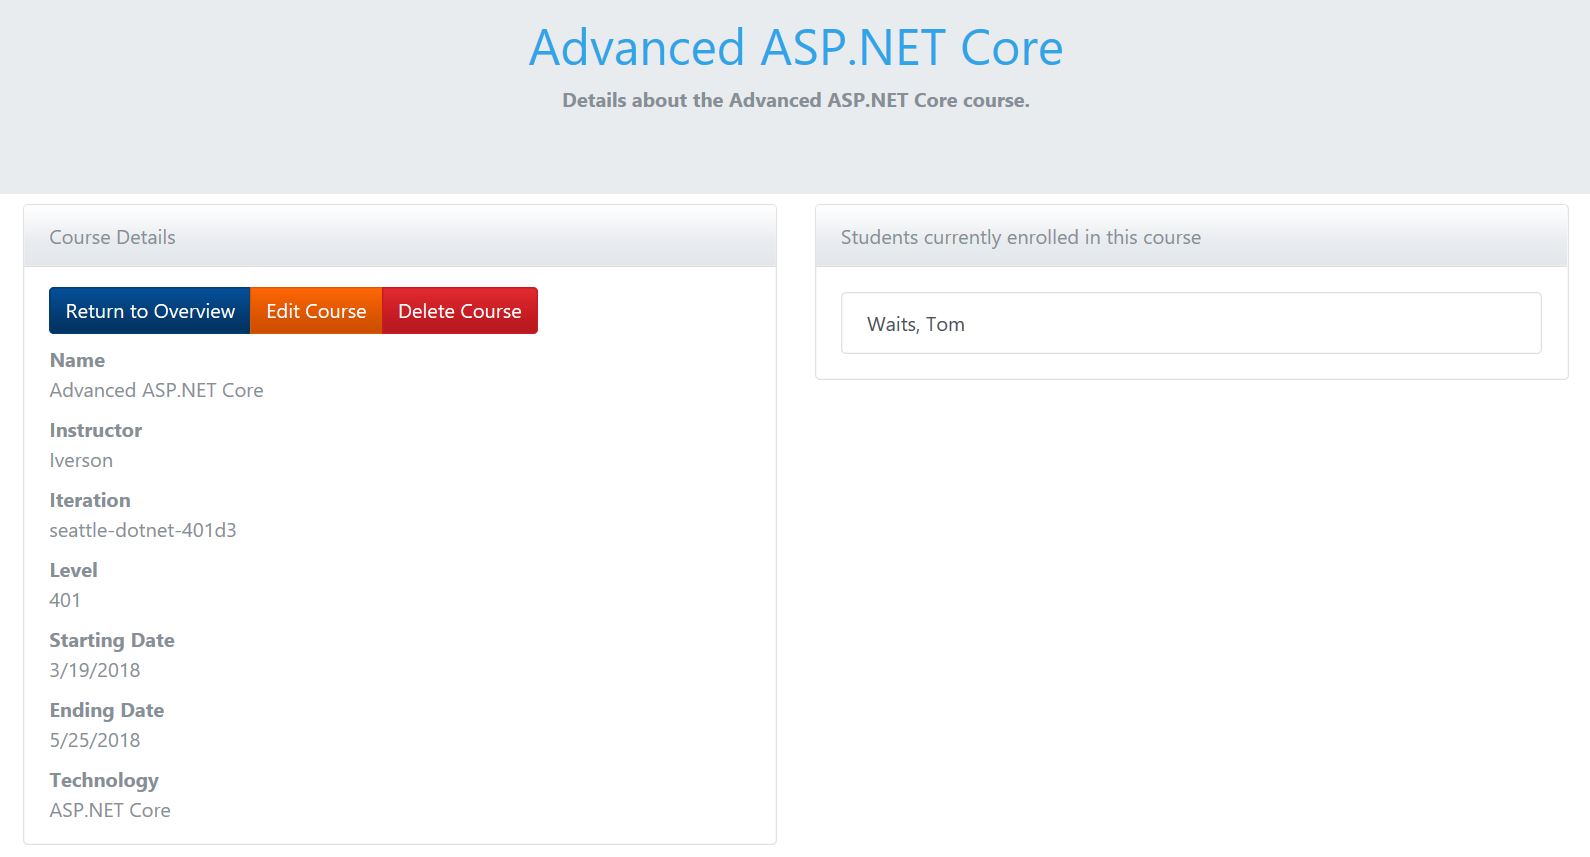 Advanced ASP.NET Core
Details about the Advanced ASP.NET Core course.
Course Details
Return to Overview
Edit Course
Delete Course
Name
Advanced ASP.NET Core
Instructor
Iverson
Iteration
seattle-dotnet-401d3
Level
401
Starting Date
3/19/2018
Ending Date
5/25/2018
Technology
ASP.NET Core
Students currently enrolled in this course
Waits, Tom